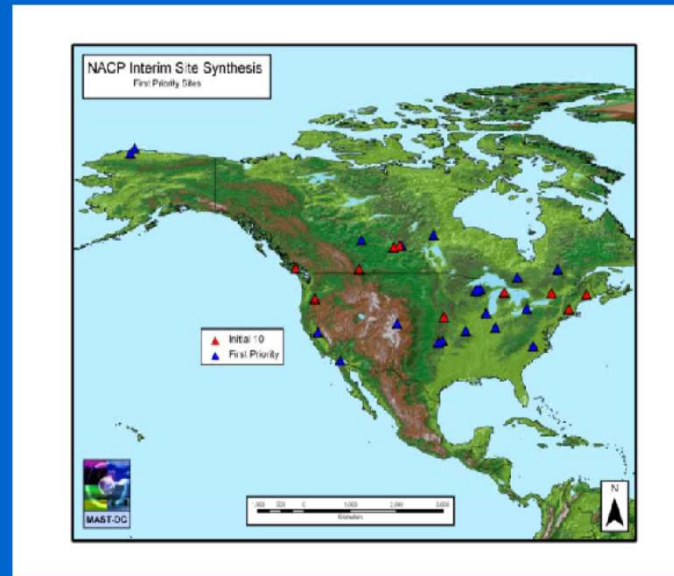 NACP Interim Site Synthesis
First Priority Sites
Initial 10
First Priority
MAST-DC
N